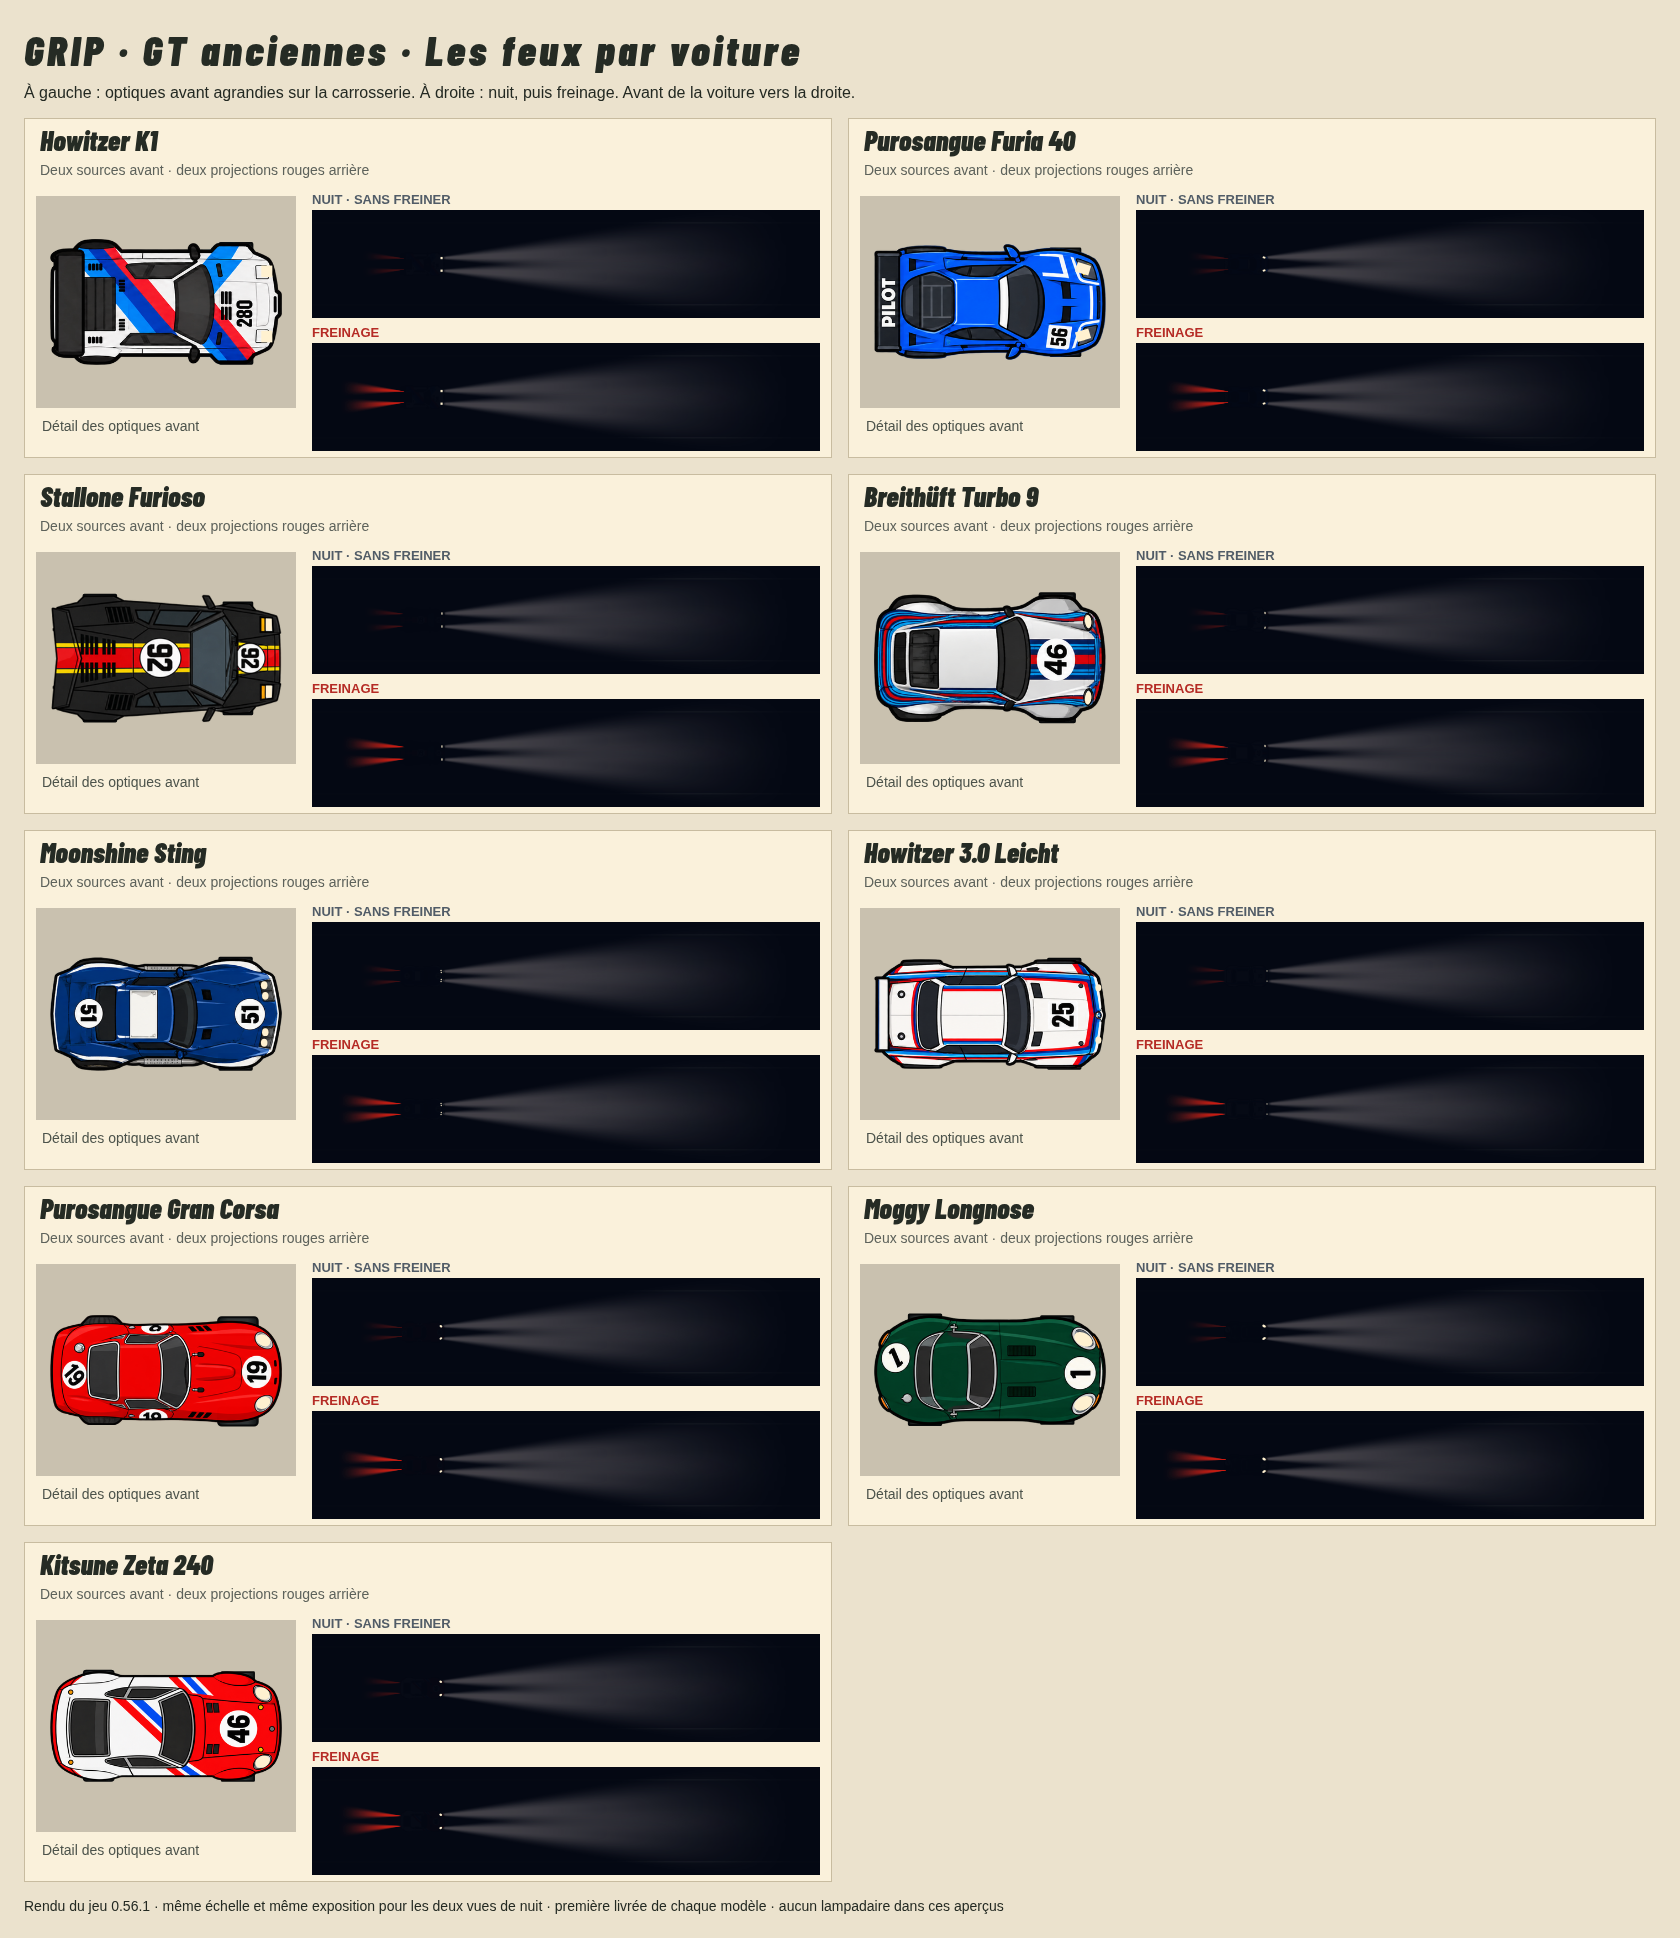 GRIP · GT anciennes · Les feux par voiture
À gauche : optiques avant agrandies sur la carrosserie. À droite : nuit, puis freinage. Avant de la voiture vers la droite.
Howitzer K1
Deux sources avant · deux projections rouges arrière
NUIT · SANS FREINER
280
FREINAGE
Détail des optiques avant
Purosangue Furia 40
Deux sources avant · deux projections rouges arrière
NUIT · SANS FREINER
PILOT
56
FREINAGE
Détail des optiques avant
Stallone Furioso
Deux sources avant · deux projections rouges arrière
NUIT · SANS FREINER
92
92
FREINAGE
Détail des optiques avant
Breithüft Turbo 9
Deux sources avant · deux projections rouges arrière
NUIT · SANS FREINER
46
FREINAGE
Détail des optiques avant
Moonshine Sting
Deux sources avant · deux projections rouges arrière
NUIT · SANS FREINER
51
51
FREINAGE
Détail des optiques avant
Howitzer 3.0 Leicht
Deux sources avant · deux projections rouges arrière
NUIT · SANS FREINER
25
FREINAGE
Détail des optiques avant
Purosangue Gran Corsa
Deux sources avant · deux projections rouges arrière
NUIT · SANS FREINER
19
19
FREINAGE
Détail des optiques avant
Moggy Longnose
Deux sources avant · deux projections rouges arrière
NUIT · SANS FREINER
1
1
FREINAGE
Détail des optiques avant
Kitsune Zeta 240
Deux sources avant · deux projections rouges arrière
NUIT · SANS FREINER
46
FREINAGE
Détail des optiques avant
Rendu du jeu 0.56.1 · même échelle et même exposition pour les deux vues de nuit · première livrée de chaque modèle · aucun lampadaire dans ces aperçus